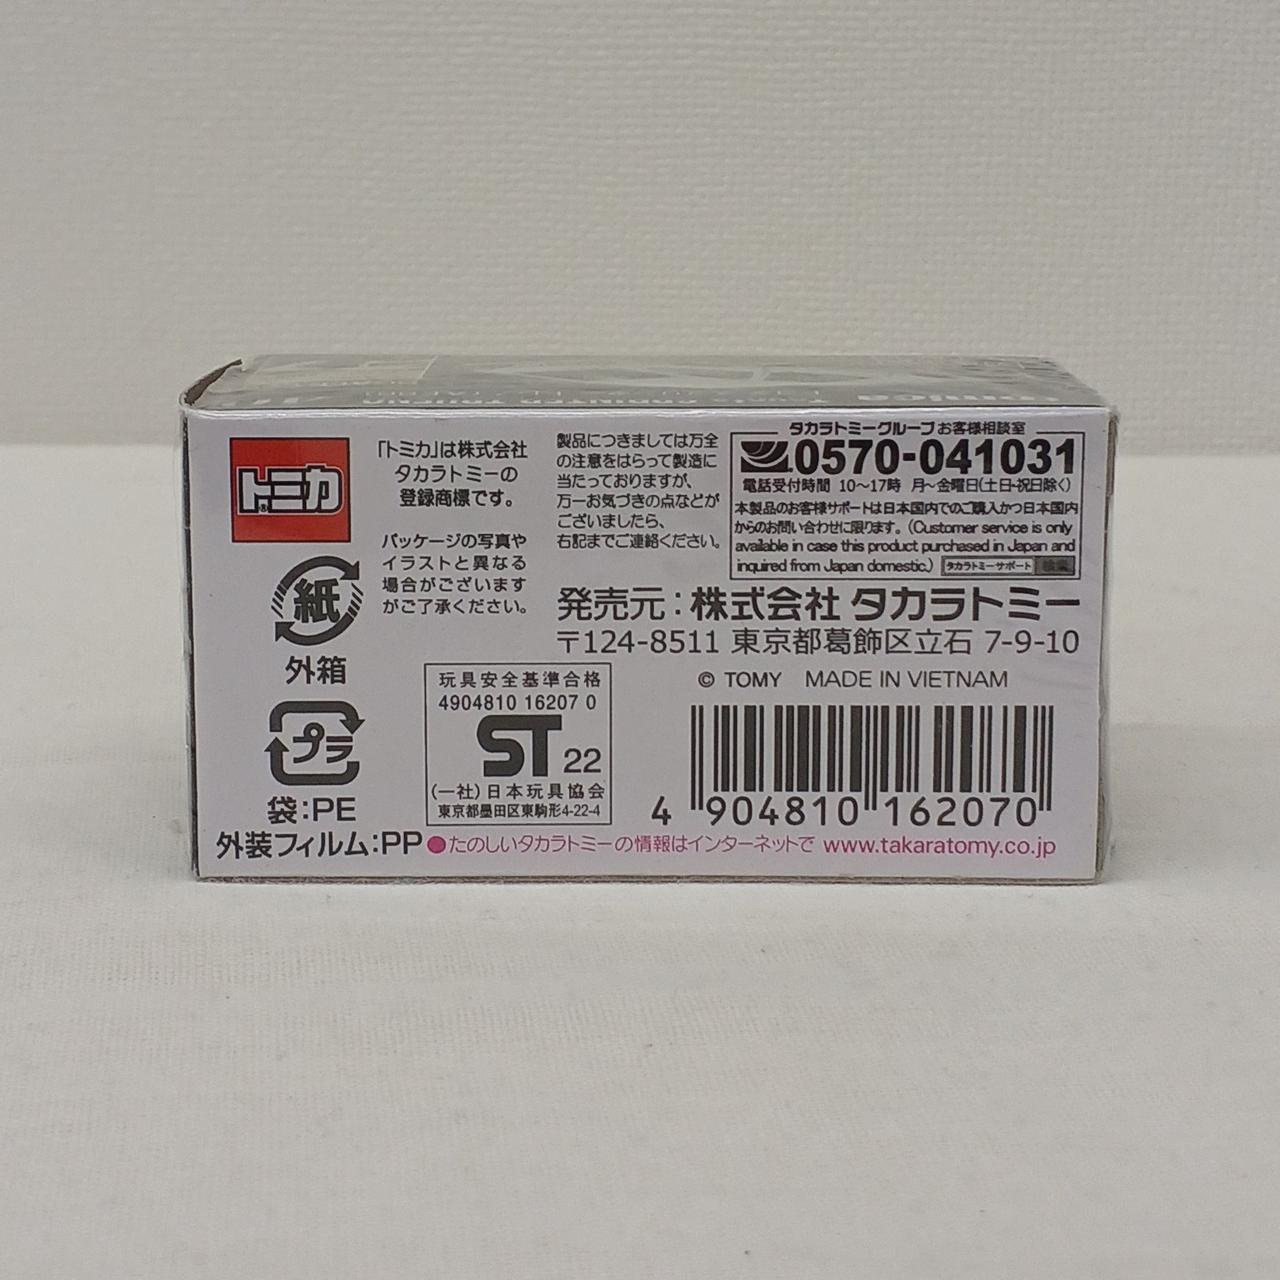 トミカ
「トミカ」は株式会社
タカラトミーの
登録商標です。
パッケージの写真や
イラストと異なる
場合がございます
がご了承ください。
紙
外箱
プラ
袋:PE
外装フィルム:PP
製品につきましては万全
の注意をはらって製造に
当たっておりますが、
万一お気づきの点などが
ございましたら、
右記までご連絡ください。
タカラトミーグループ お客様相談室
0570-041031
電話受付時間 10〜17時 月〜金曜日(土日・祝日除く)
本製品のお客様サポートは日本国内でのご購入かつ日本国内
からのお問い合わせに限ります。(Customer service is only
available in case this product purchased in Japan and
inquired from Japan domestic.) タカラトミーサポート 検索
発売元:株式会社 タカラトミー
〒124-8511 東京都葛飾区立石 7-9-10
© TOMY MADE IN VIETNAM
玩具安全基準合格
4904810 16207 0
ST 22
(一社)日本玩具協会
東京都墨田区東駒形4-22-4
4 904810 162070
●たのしいタカラトミーの情報はインターネットで www.takaratomy.co.jp